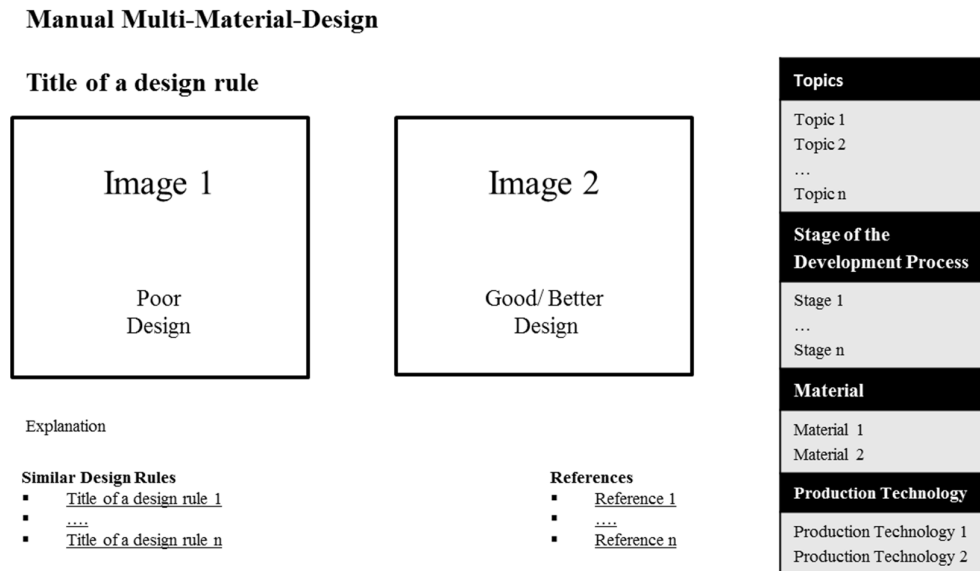 Manual Multi-Material-Design
Title of a design rule
Image 1
Poor
Design
Image 2
Good/ Better
Design
Explanation
Similar Design Rules
▪ Title of a design rule 1
▪ ....
▪ Title of a design rule n
References
▪ Reference 1
▪ ....
▪ Reference n
Topics
Topic 1
Topic 2
...
Topic n
Stage of the
Development Process
Stage 1
...
Stage n
Material
Material 1
Material 2
Production Technology
Production Technology 1
Production Technology 2